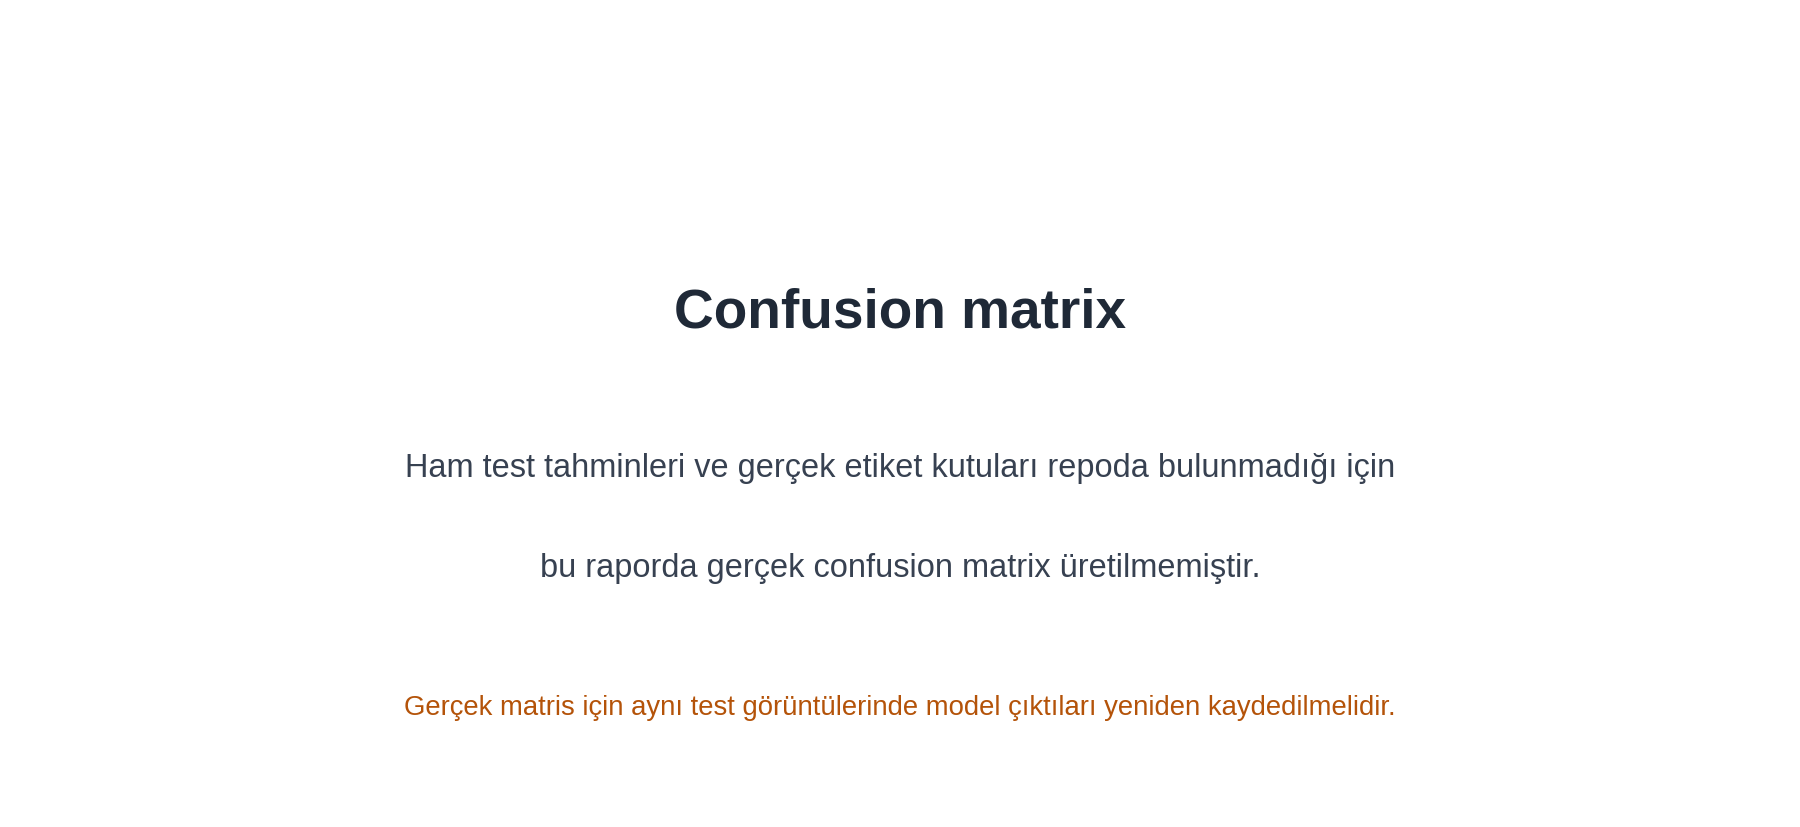 Confusion matrix
Ham test tahminleri ve gerçek etiket kutuları repoda bulunmadığı için
bu raporda gerçek confusion matrix üretilmemiştir.
Gerçek matris için aynı test görüntülerinde model çıktıları yeniden kaydedilmelidir.